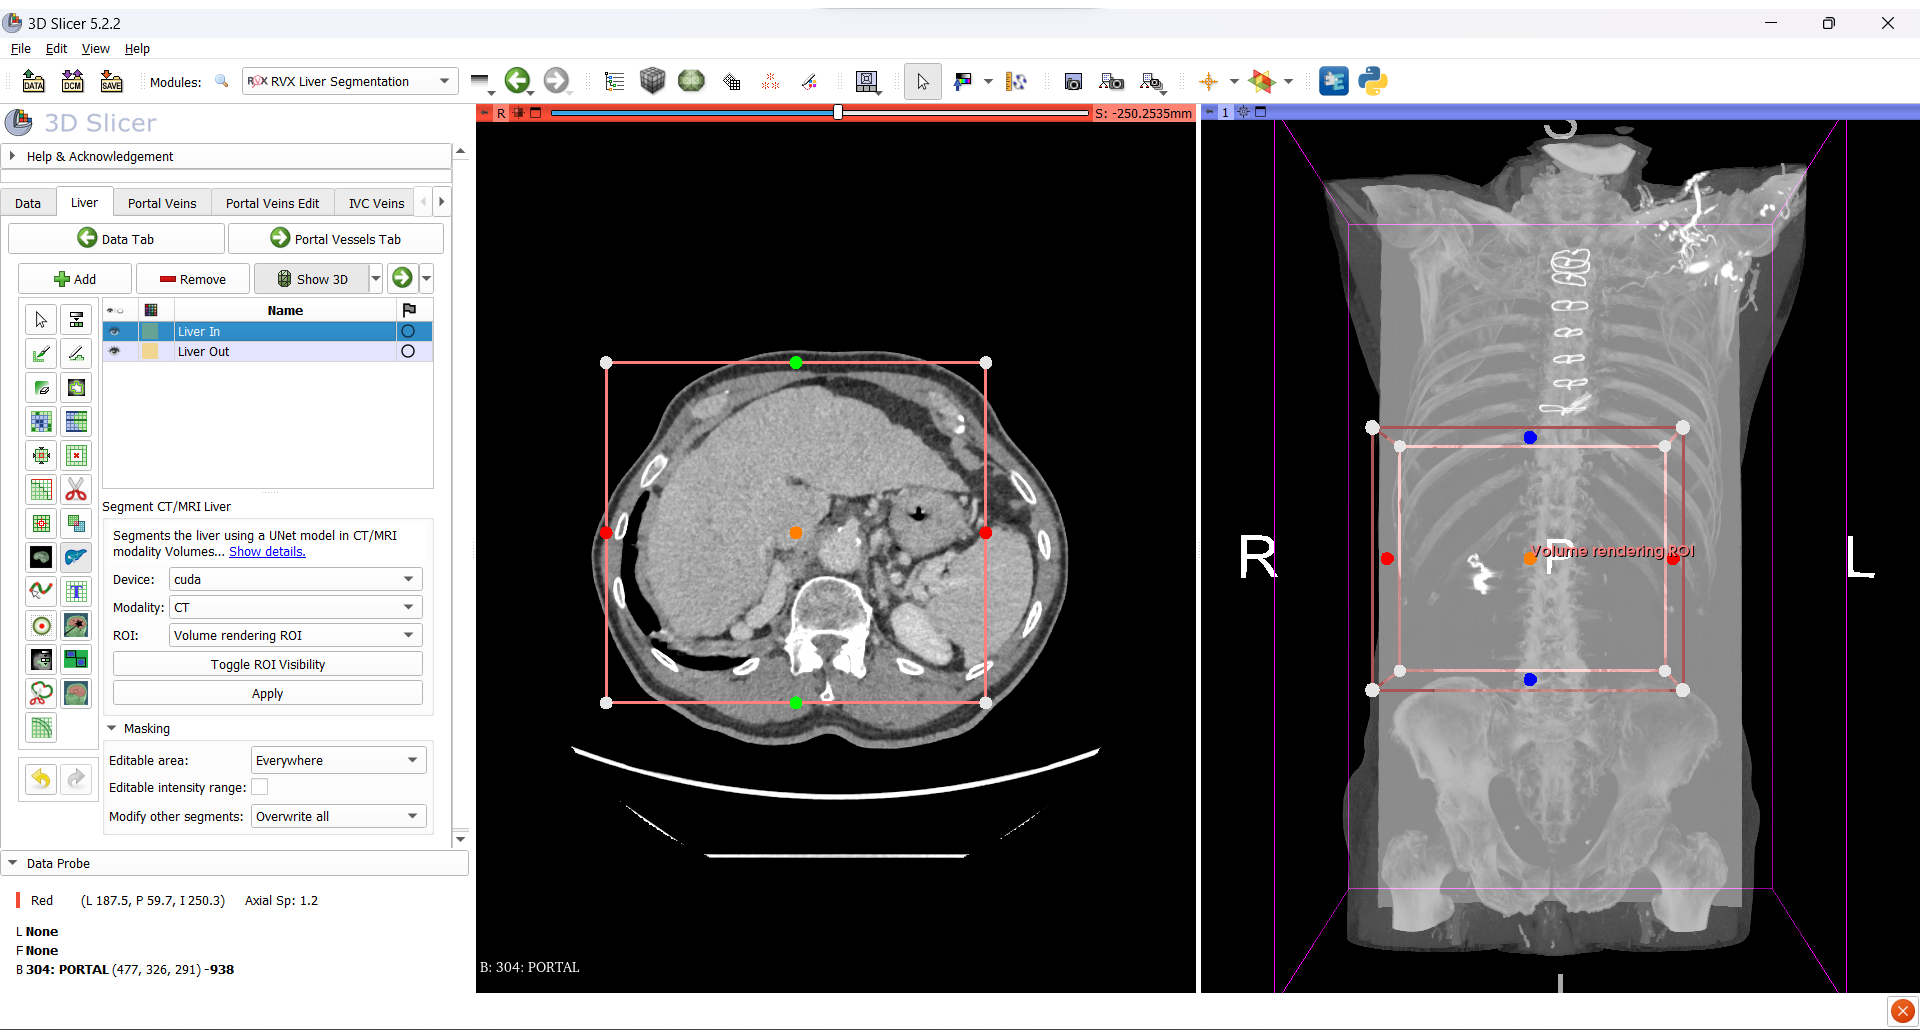 3D Slicer 5.2.2
File Edit View Help
DATA DCM SAVE Modules: RVX RVX Liver Segmentation
3D Slicer
Help & Acknowledgement
Data Liver Portal Veins Portal Veins Edit IVC Veins
Data Tab Portal Vessels Tab
Add Remove Show 3D
Name
Liver In
Liver Out
Segment CT/MRI Liver
Segments the liver using a UNet model in CT/MRI
modality Volumes... Show details.
Device: cuda
Modality: CT
ROI: Volume rendering ROI
Toggle ROI Visibility
Apply
Masking
Editable area: Everywhere
Editable intensity range:
Modify other segments: Overwrite all
Data Probe
Red (L 187.5, P 59.7, I 250.3) Axial Sp: 1.2
L None
F None
B 304: PORTAL (477, 326, 291) -938
R S: -250.2535mm
B: 304: PORTAL
1
S
R P L
Volume rendering ROI
I